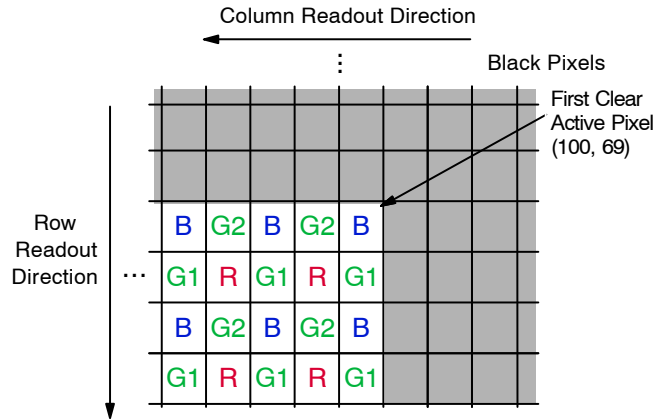 Column Readout Direction
⋮
Black Pixels
First Clear
Active Pixel
(100, 69)
Row
Readout
Direction
...
B G2 B G2 B
G1 R G1 R G1
B G2 B G2 B
G1 R G1 R G1